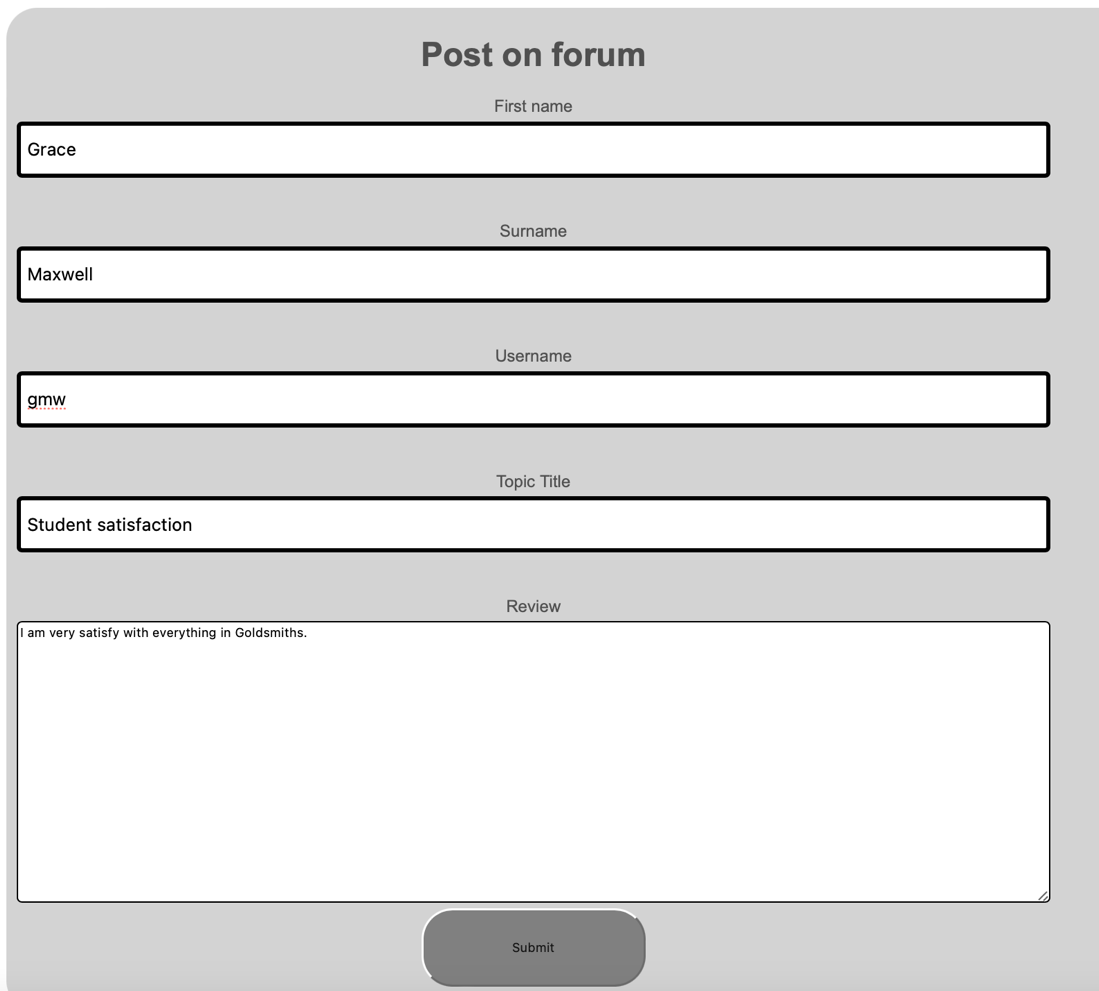 Post on forum
First name
Grace
Surname
Maxwell
Username
gmw
Topic Title
Student satisfaction
Review
I am very satisfy with everything in Goldsmiths.
Submit